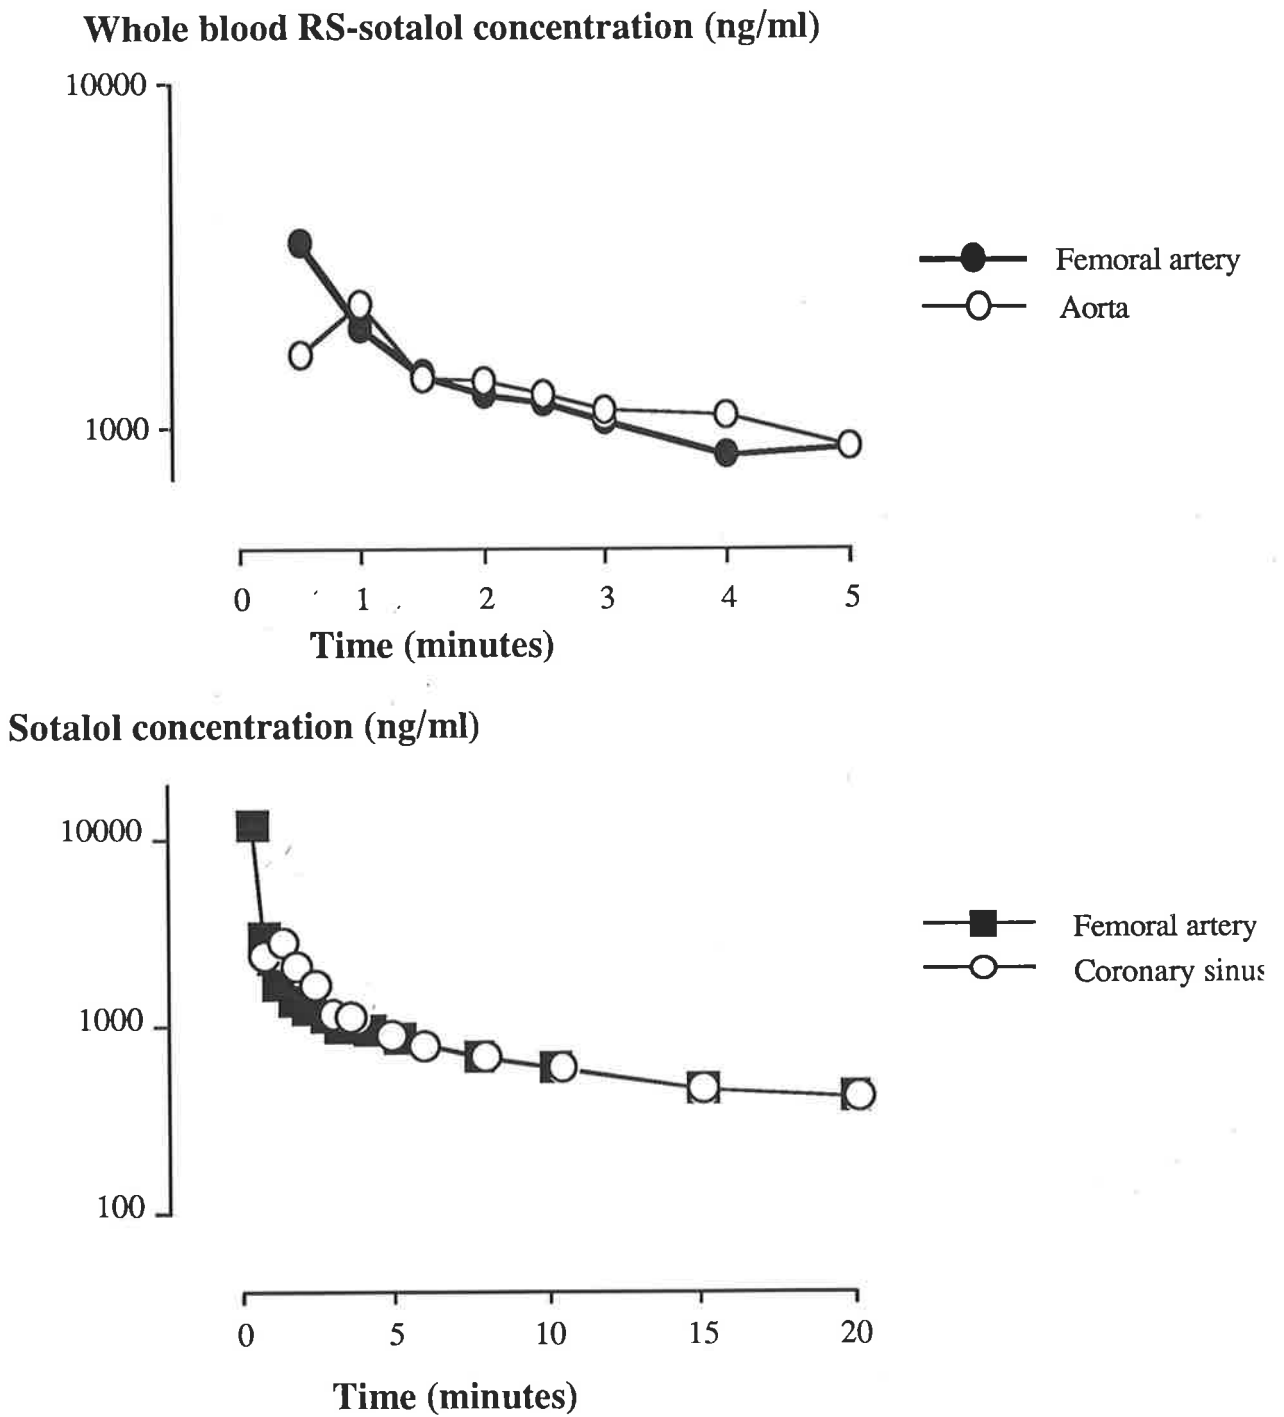 Whole blood RS-sotalol concentration (ng/ml)
10000
1000
Femoral artery
Aorta
0 1 2 3 4 5
Time (minutes)
Sotalol concentration (ng/ml)
10000
1000
100
Femoral artery
Coronary sinus
0 5 10 15 20
Time (minutes)